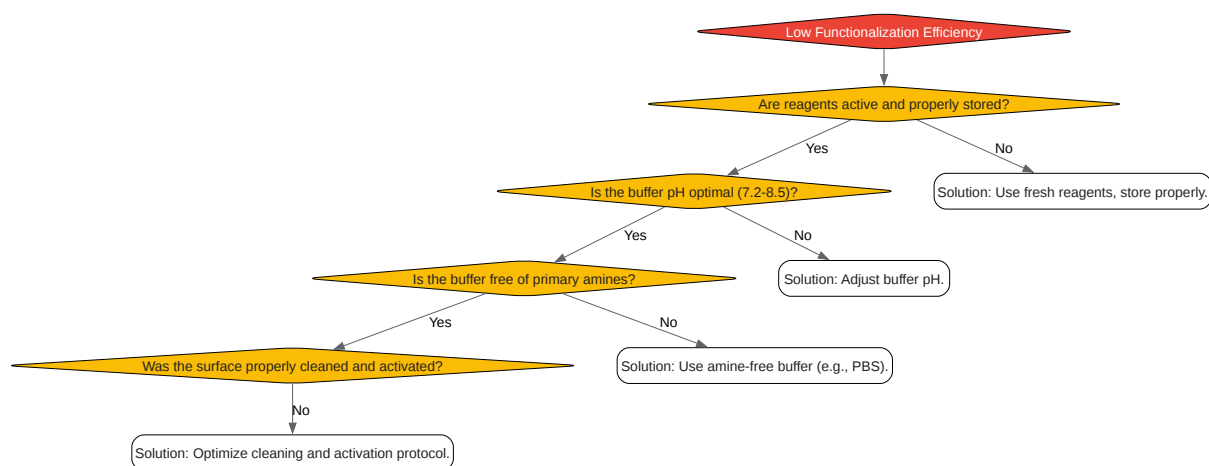 Low Functionalization Efficiency
Are reagents active and properly stored?
Yes
No
Is the buffer pH optimal (7.2-8.5)?
Solution: Use fresh reagents, store properly.
Yes
No
Is the buffer free of primary amines?
Solution: Adjust buffer pH.
Yes
No
Was the surface properly cleaned and activated?
Solution: Use amine-free buffer (e.g., PBS).
No
Solution: Optimize cleaning and activation protocol.